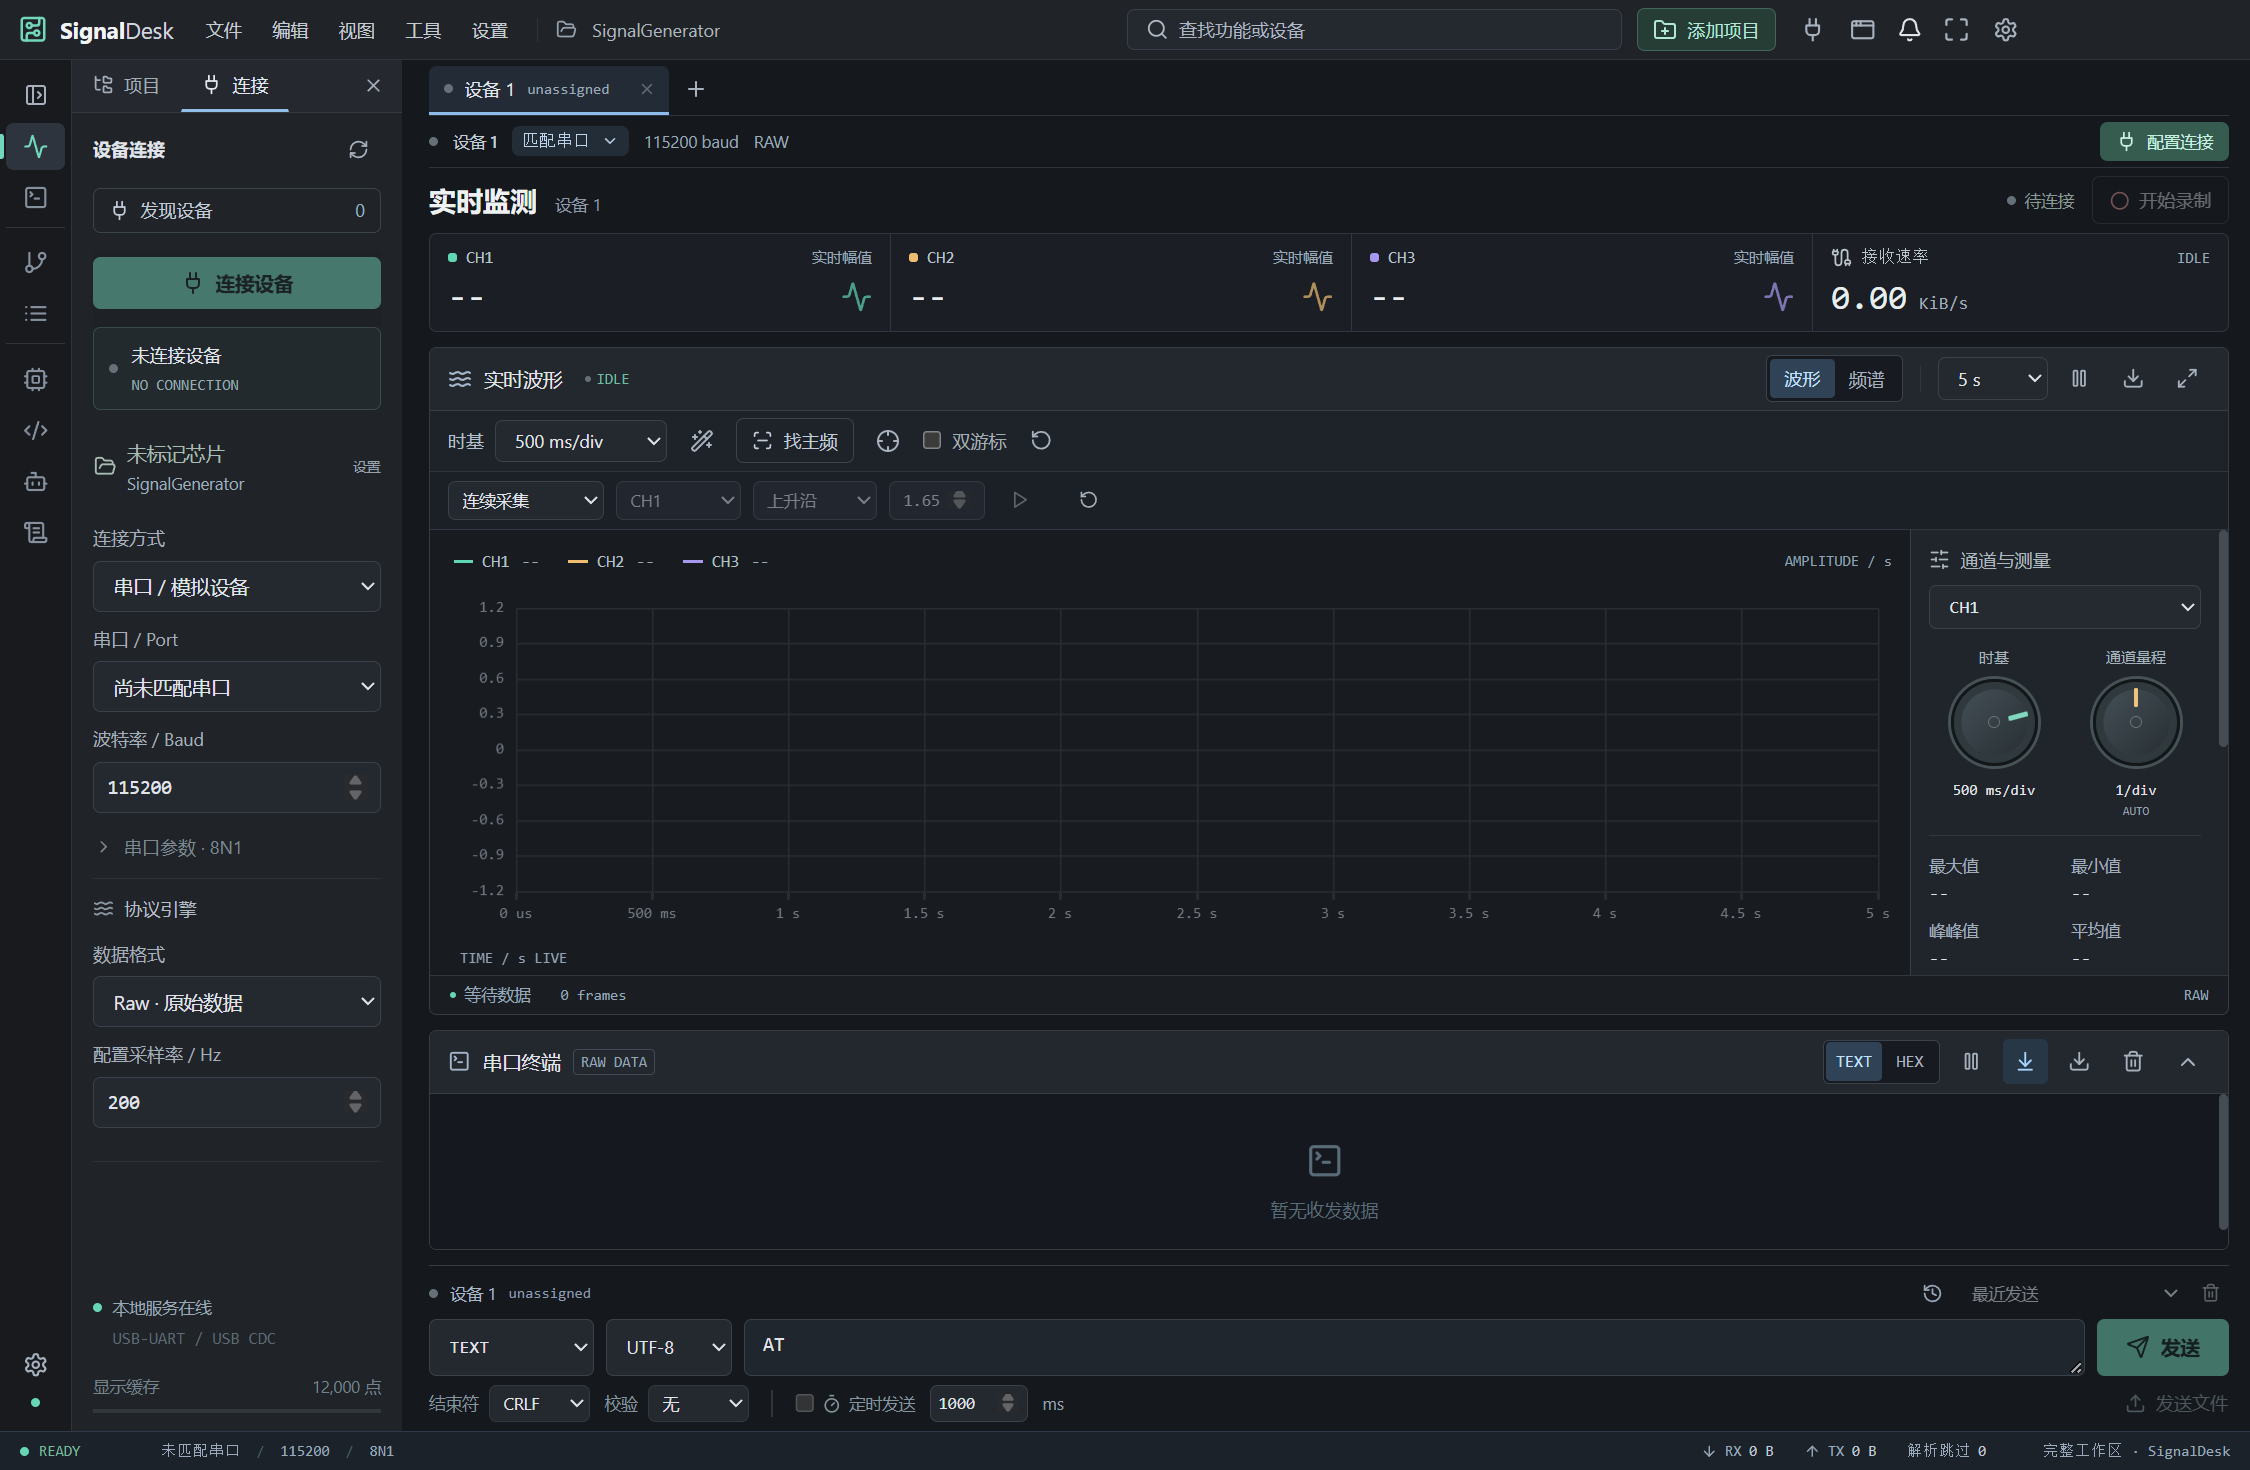 SignalDesk 文件 编辑 视图 工具 设置 SignalGenerator 查找功能或设备 添加项目
项目 连接
设备连接
发现设备 0
连接设备
未连接设备
NO CONNECTION
未标记芯片
SignalGenerator
设置
连接方式
串口 / 模拟设备
串口 / Port
尚未匹配串口
波特率 / Baud
115200
串口参数 · 8N1
协议引擎
数据格式
Raw · 原始数据
配置采样率 / Hz
200
本地服务在线
USB-UART / USB CDC
显示缓存 12,000 点
设备 1 unassigned
设备 1 匹配串口 115200 baud RAW 配置连接
实时监测 设备 1 待连接 开始录制
CH1 实时幅值
--
CH2 实时幅值
--
CH3 实时幅值
--
接收速率 IDLE
0.00 KiB/s
实时波形 IDLE 波形 频谱 5 s
时基 500 ms/div 找主频 双游标
连续采集 CH1 上升沿 1.65
CH1 -- CH2 -- CH3 -- AMPLITUDE / s
1.2
0.9
0.6
0.3
0
-0.3
-0.6
-0.9
-1.2
0 us 500 ms 1 s 1.5 s 2 s 2.5 s 3 s 3.5 s 4 s 4.5 s 5 s
TIME / s LIVE
通道与测量
CH1
时基 通道量程
500 ms/div 1/div
AUTO
最大值 最小值
-- --
峰峰值 平均值
-- --
等待数据 0 frames RAW
串口终端 RAW DATA TEXT HEX
暂无收发数据
设备 1 unassigned 最近发送
TEXT UTF-8 AT 发送
结束符 CRLF 校验 无 定时发送 1000 ms 发送文件
READY 未匹配串口 / 115200 / 8N1 RX 0 B TX 0 B 解析跳过 0 完整工作区 · SignalDesk